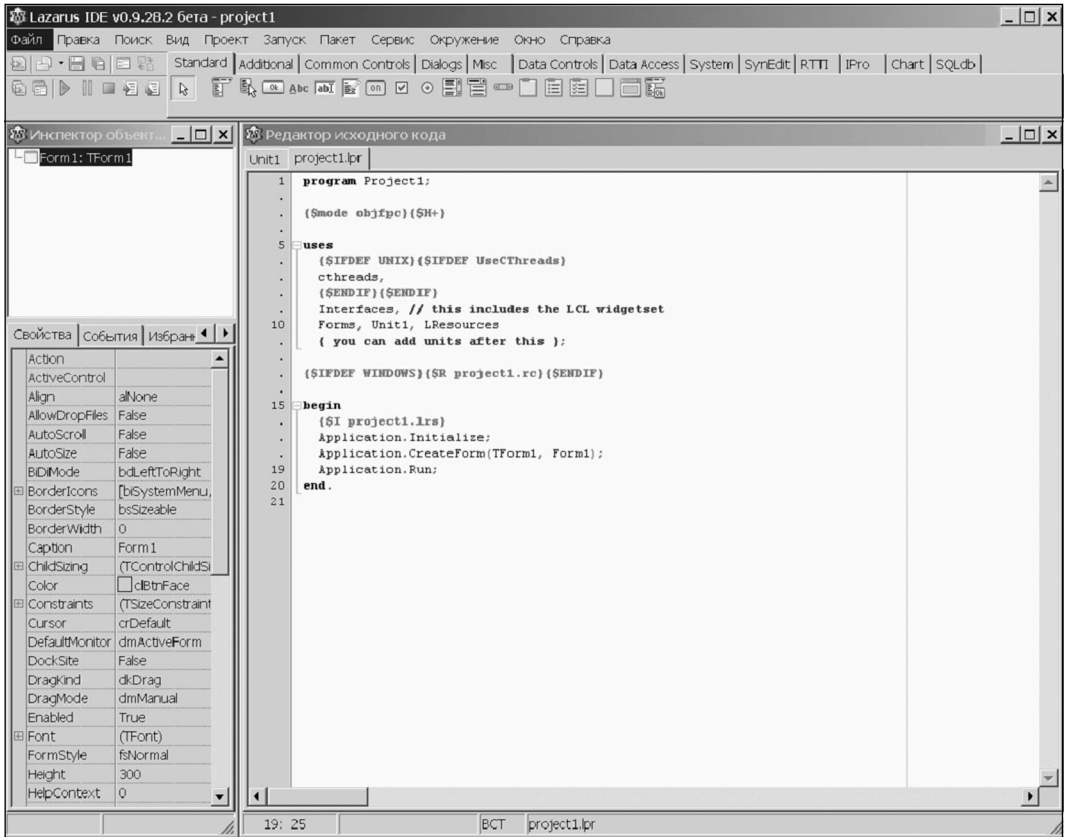 Lazarus IDE v0.9.28.2 бета - project1
Файл Правка Поиск Вид Проект Запуск Пакет Сервис Окружение Окно Справка
Standard Additional Common Controls Dialogs Misc Data Controls Data Access System SynEdit RTTI IPro Chart SQLdb
Ok Abc abI on Ok
Инспектор объект...
Form1: TForm1
Свойства События Избран
Action
ActiveControl
Align alNone
AllowDropFiles False
AutoScroll False
AutoSize False
BiDiMode bdLeftToRight
BorderIcons [biSystemMenu,
BorderStyle bsSizeable
BorderWidth 0
Caption Form1
ChildSizing (TControlChildSi
Color clBtnFace
Constraints (TSizeConstraint
Cursor crDefault
DefaultMonitor dmActiveForm
DockSite False
DragKind dkDrag
DragMode dmManual
Enabled True
Font (TFont)
FormStyle fsNormal
Height 300
HelpContext 0
Редактор исходного кода
Unit1 project1.lpr
1 program Project1;
.
. {$mode objfpc}{$H+}
.
5 uses
. {$IFDEF UNIX}{$IFDEF UseCThreads}
. cthreads,
. {$ENDIF}{$ENDIF}
. Interfaces, // this includes the LCL widgetset
10 Forms, Unit1, LResources
. { you can add units after this };
.
. {$IFDEF WINDOWS}{$R project1.rc}{$ENDIF}
.
15 begin
. {$I project1.lrs}
. Application.Initialize;
. Application.CreateForm(TForm1, Form1);
19 Application.Run;
20 end.
21
19: 25 ВСТ project1.lpr